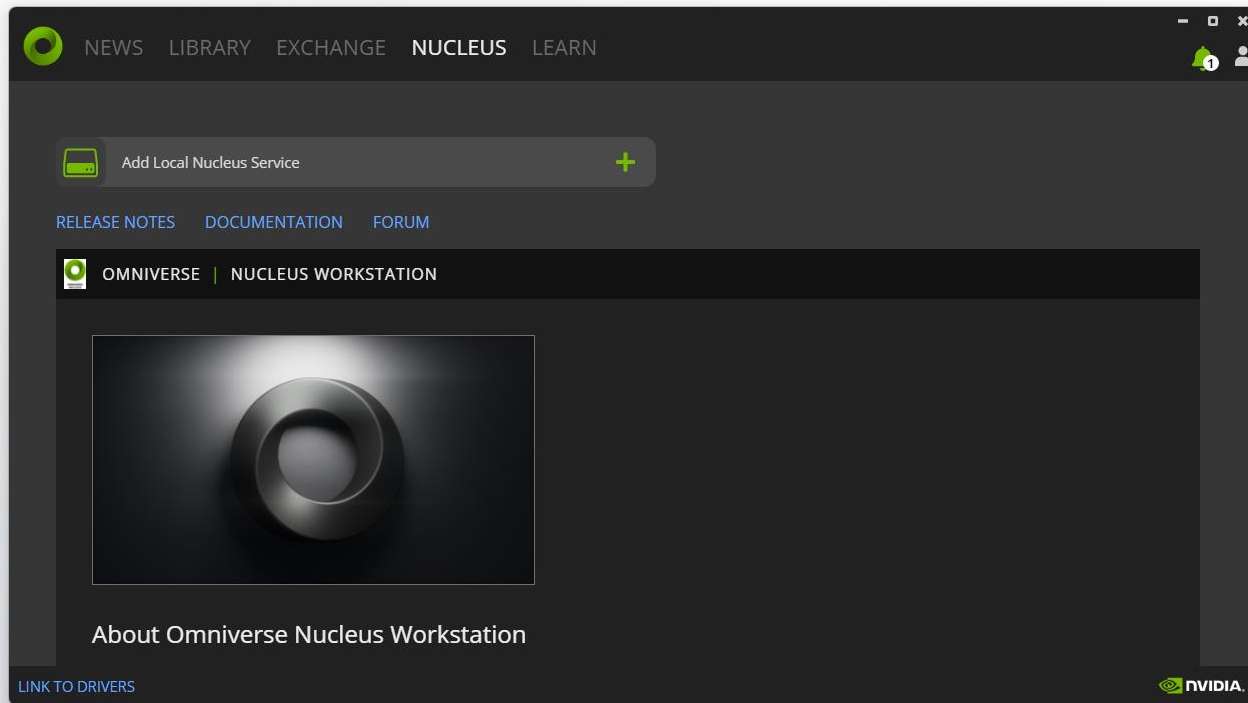 NEWS LIBRARY EXCHANGE NUCLEUS LEARN
1
Add Local Nucleus Service
RELEASE NOTES DOCUMENTATION FORUM
OMNIVERSE | NUCLEUS WORKSTATION
About Omniverse Nucleus Workstation
LINK TO DRIVERS
NVIDIA.